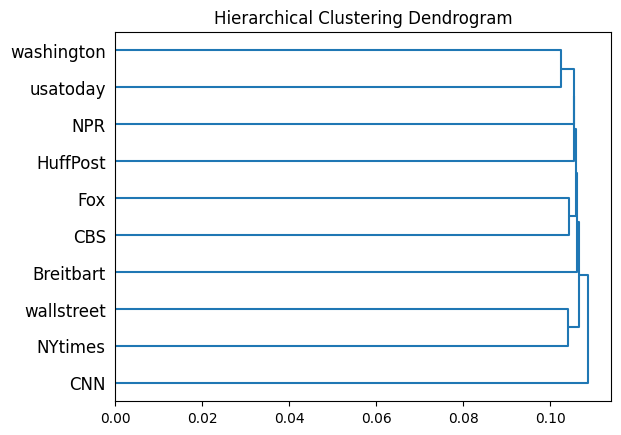 Hierarchical Clustering Dendrogram
washington
usatoday
NPR
HuffPost
Fox
CBS
Breitbart
wallstreet
NYtimes
CNN
0.00 0.02 0.04 0.06 0.08 0.10